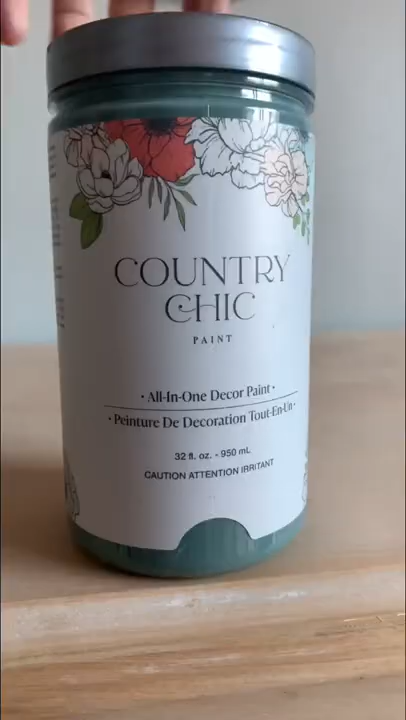 COUNTRY
CHIC
PAINT
· All-In-One Decor Paint ·
· Peinture De Décoration Tout-En-Un ·
32 fl. oz. - 950 mL
CAUTION ATTENTION IRRITANT